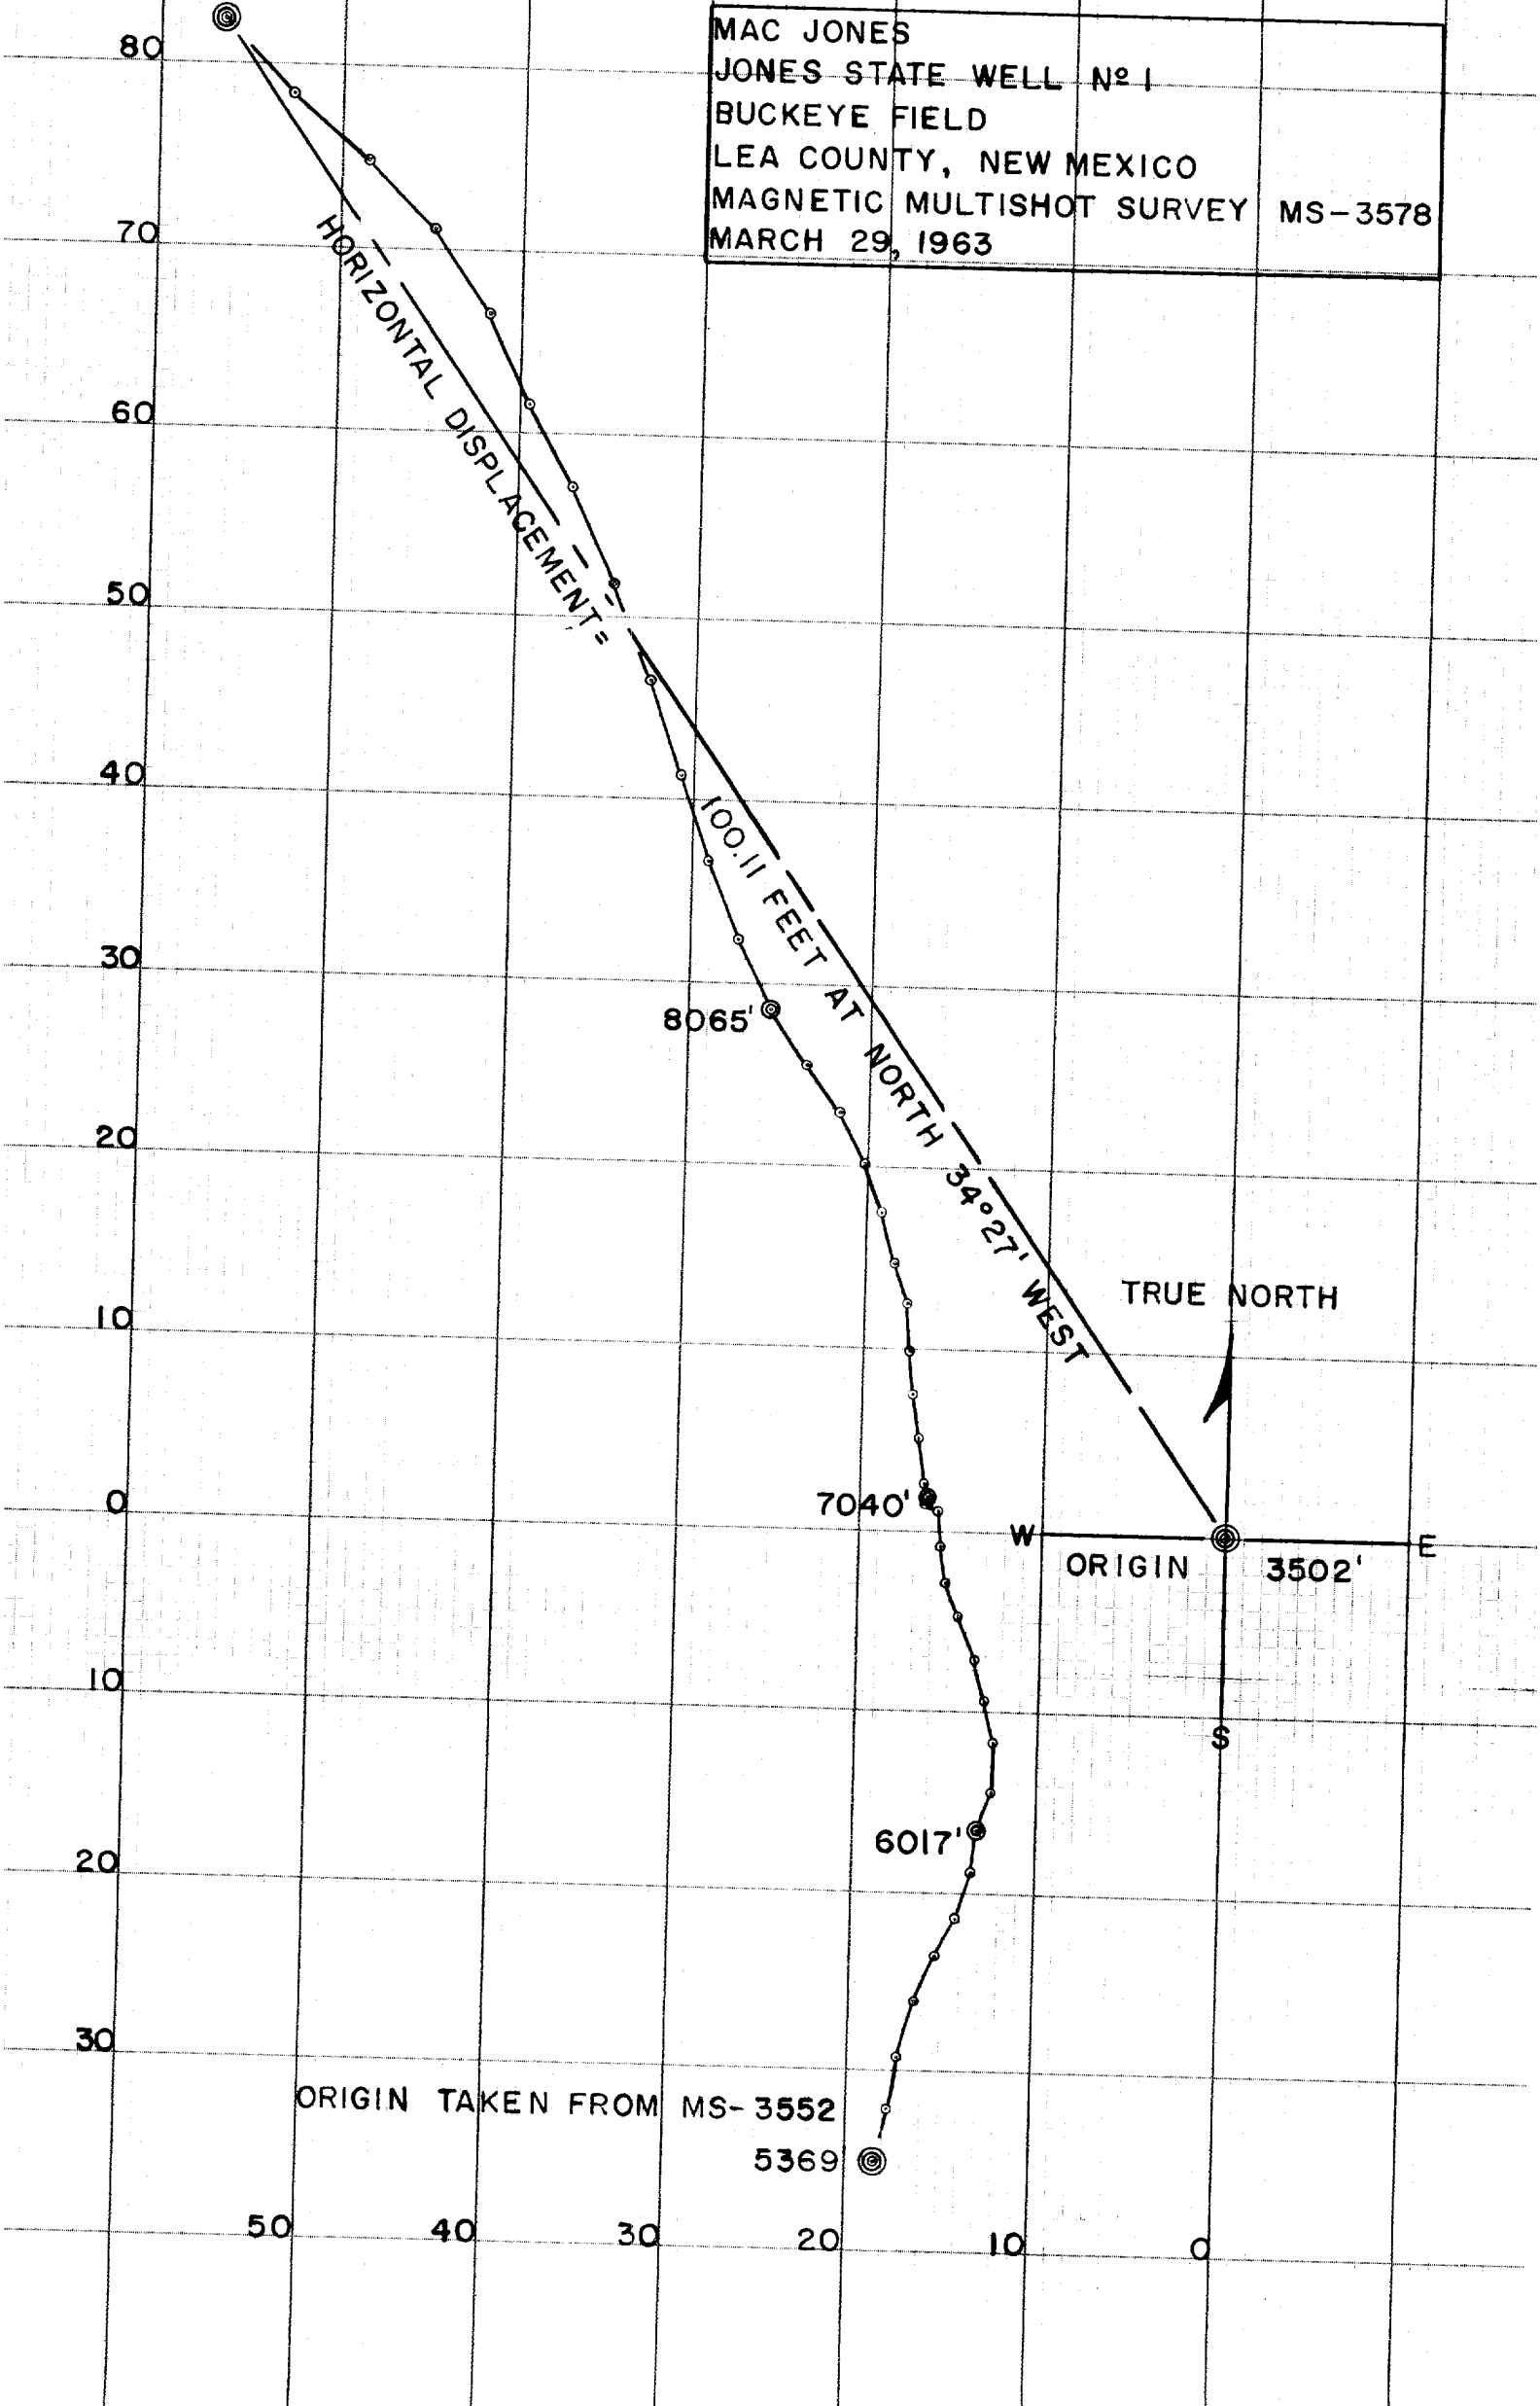 MAC JONES
JONES STATE WELL Nº 1
BUCKEYE FIELD
LEA COUNTY, NEW MEXICO
MAGNETIC MULTISHOT SURVEY MS-3578
MARCH 29, 1963
80
70
60
50
40
30
20
10
0
10
20
30
HORIZONTAL DISPLACEMENT= 100.11 FEET AT NORTH 34°27' WEST
8065'
TRUE NORTH
7040'
W
E
ORIGIN 3502'
S
6017'
ORIGIN TAKEN FROM MS-3552
5369
50 40 30 20 10 0